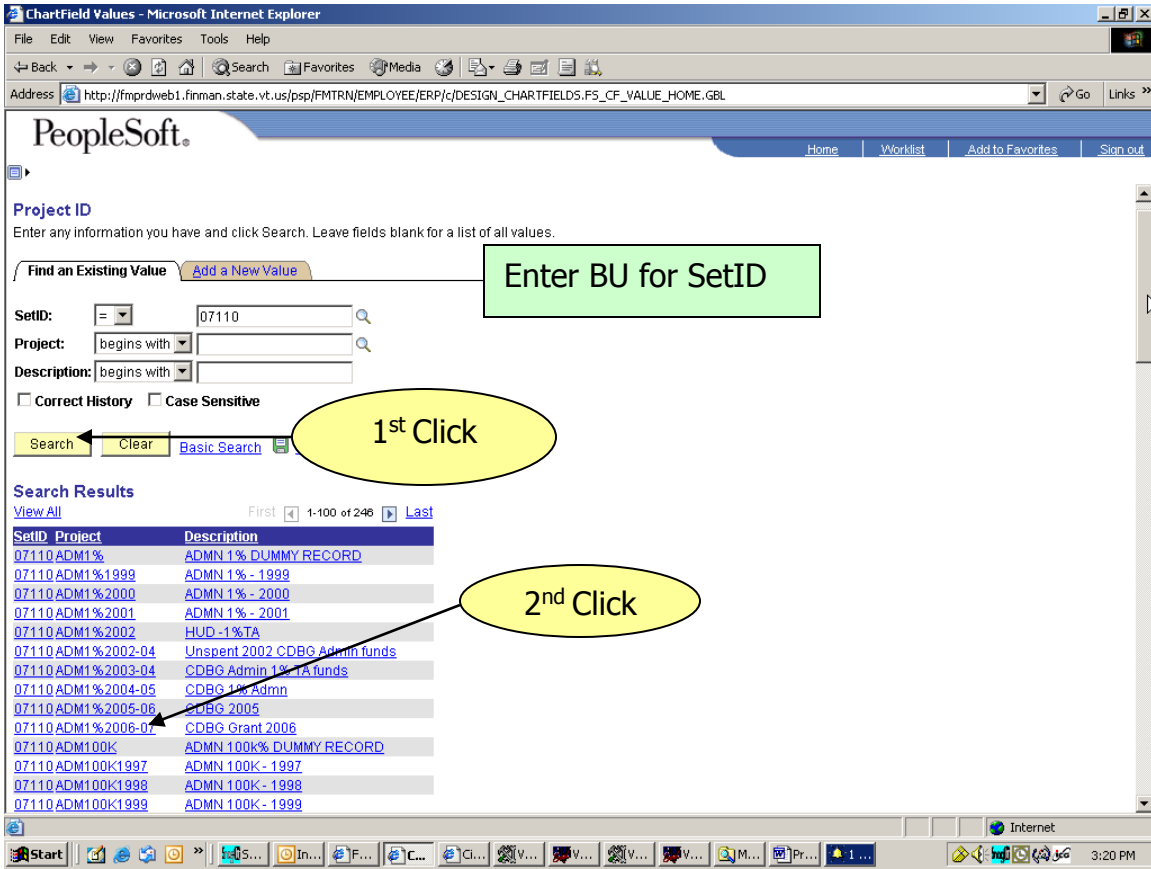 ChartField Values - Microsoft Internet Explorer
File Edit View Favorites Tools Help
Back Search Favorites Media
Address http://fmprdweb1.finman.state.vt.us/psp/FMTRN/EMPLOYEE/ERP/c/DESIGN_CHARTFIELDS.FS_CF_VALUE_HOME.GBL Go Links »
PeopleSoft®
Home Worklist Add to Favorites Sign out
Project ID
Enter any information you have and click Search. Leave fields blank for a list of all values.
Find an Existing Value Add a New Value
Enter BU for SetID
SetID: = 07110
Project: begins with
Description: begins with
Correct History Case Sensitive
1st Click
Search Clear Basic Search
Search Results
View All First 1-100 of 246 Last
SetID Project Description
07110 ADM1% ADMN 1% DUMMY RECORD
07110 ADM1%1999 ADMN 1% - 1999
07110 ADM1%2000 ADMN 1% - 2000
07110 ADM1%2001 ADMN 1% - 2001
2nd Click
07110 ADM1%2002 HUD -1%TA
07110 ADM1%2002-04 Unspent 2002 CDBG Admin funds
07110 ADM1%2003-04 CDBG Admin 1% TA funds
07110 ADM1%2004-05 CDBG 1% Admn
07110 ADM1%2005-06 CDBG 2005
07110 ADM1%2006-07 CDBG Grant 2006
07110 ADM100K ADMN 100k% DUMMY RECORD
07110 ADM100K1997 ADMN 100K - 1997
07110 ADM100K1998 ADMN 100K - 1998
07110 ADM100K1999 ADMN 100K - 1999
Internet
Start » S... In... F... C... Ci... V... V... V... V... M... Pr... 1 ... 3:20 PM